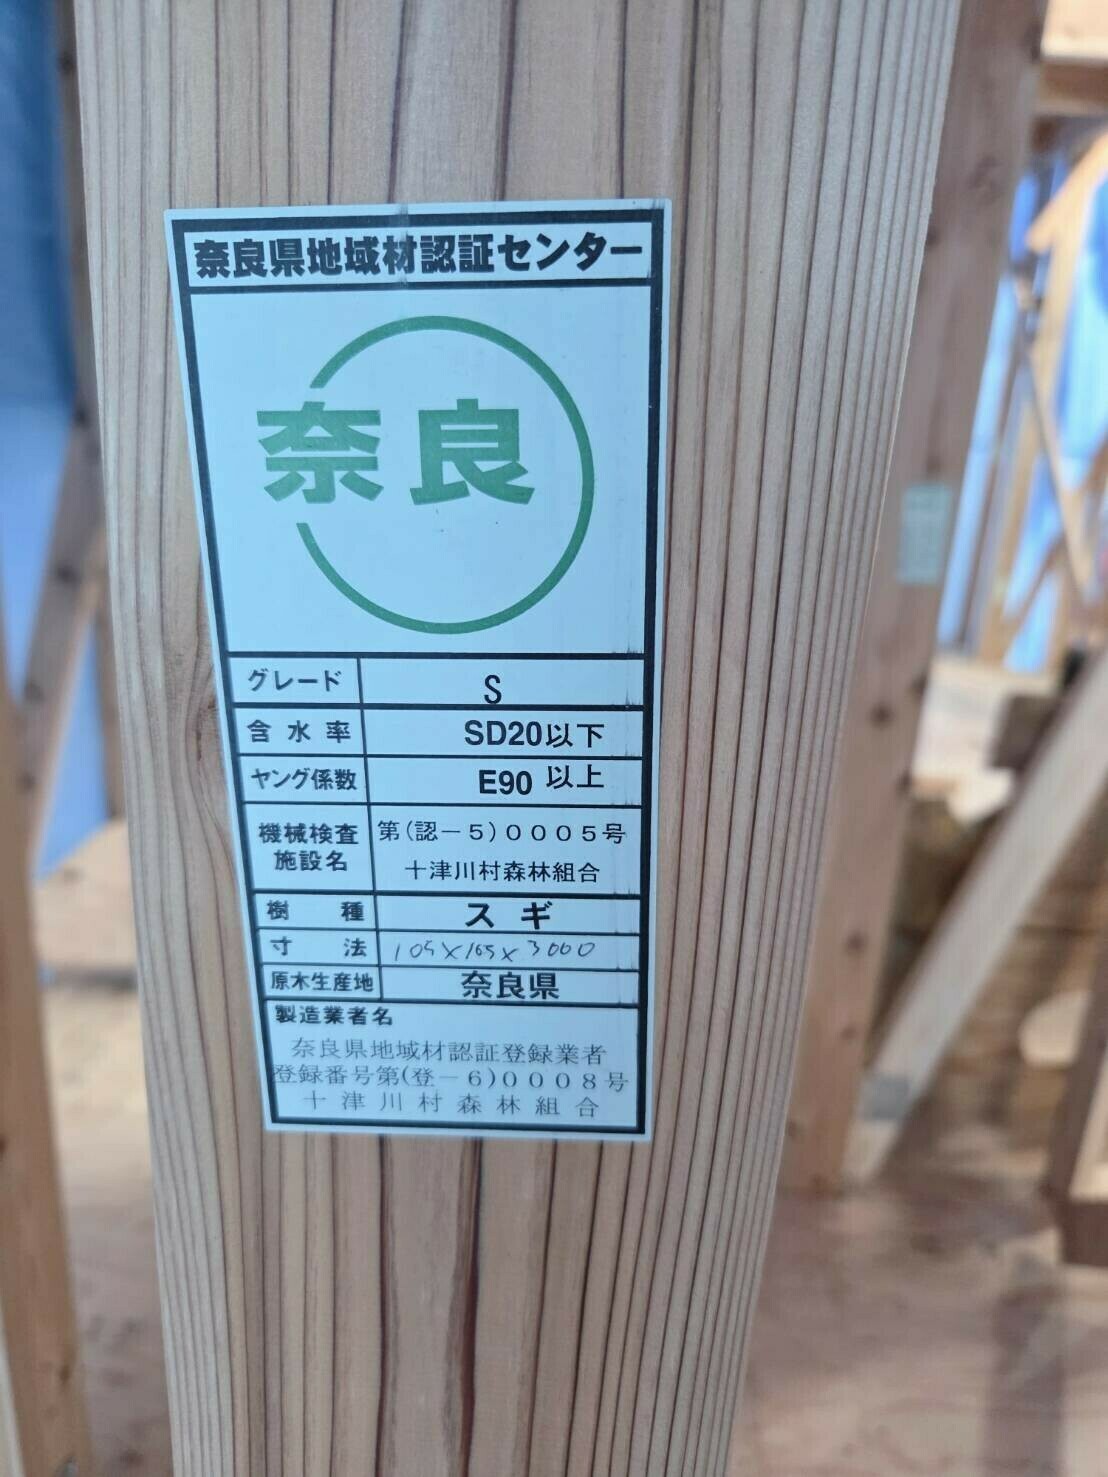 奈良県地域材認証センター
奈良
グレード S
含水率 SD20以下
ヤング係数 E90 以上
機械検査施設名 第(認－5)0005号
十津川村森林組合
樹種 スギ
寸法 105×105×3000
原木生産地 奈良県
製造業者名
奈良県地域材認証登録業者
登録番号第(登－6)0008号
十津川村森林組合